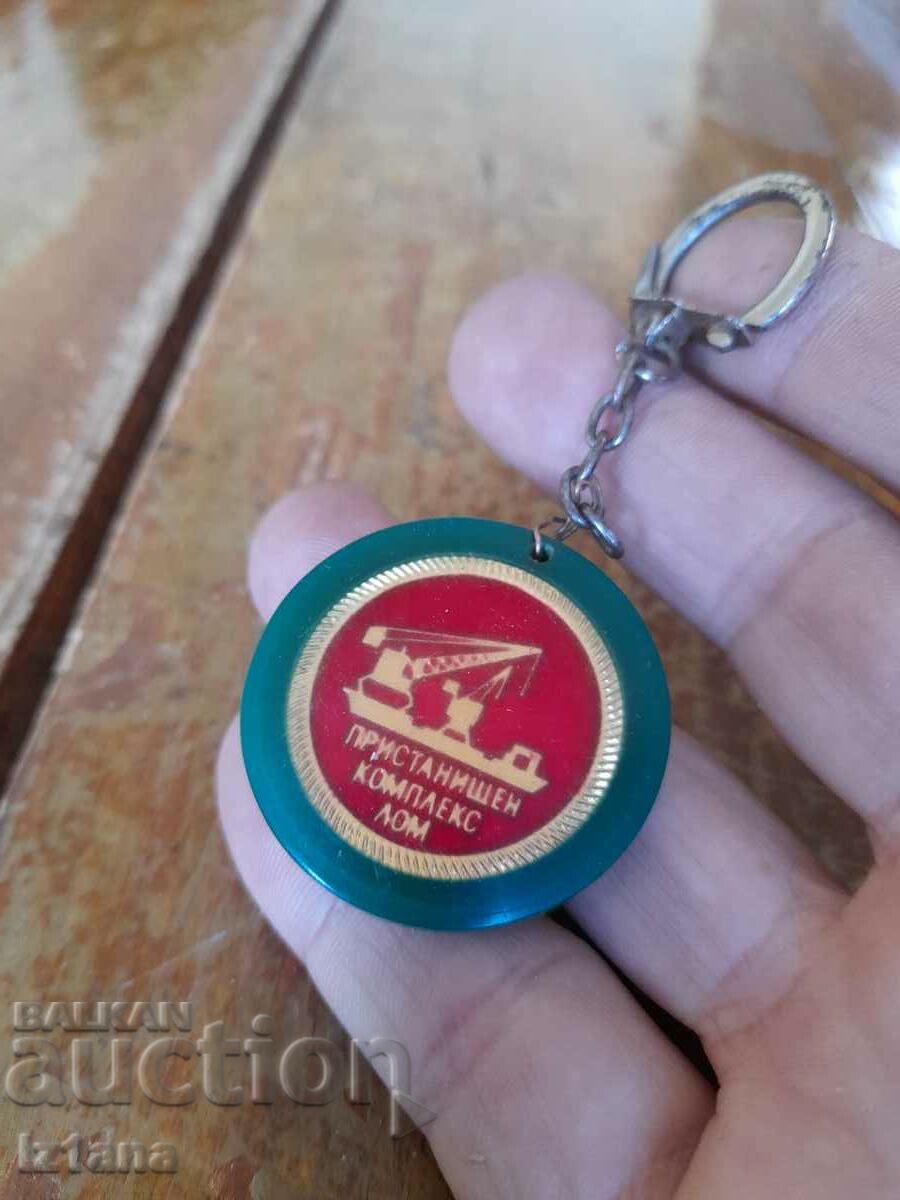 ПРИСТАНИЩЕН
КОМПЛЕКС
ЛОМ
BALKAN
auction
iz1ana